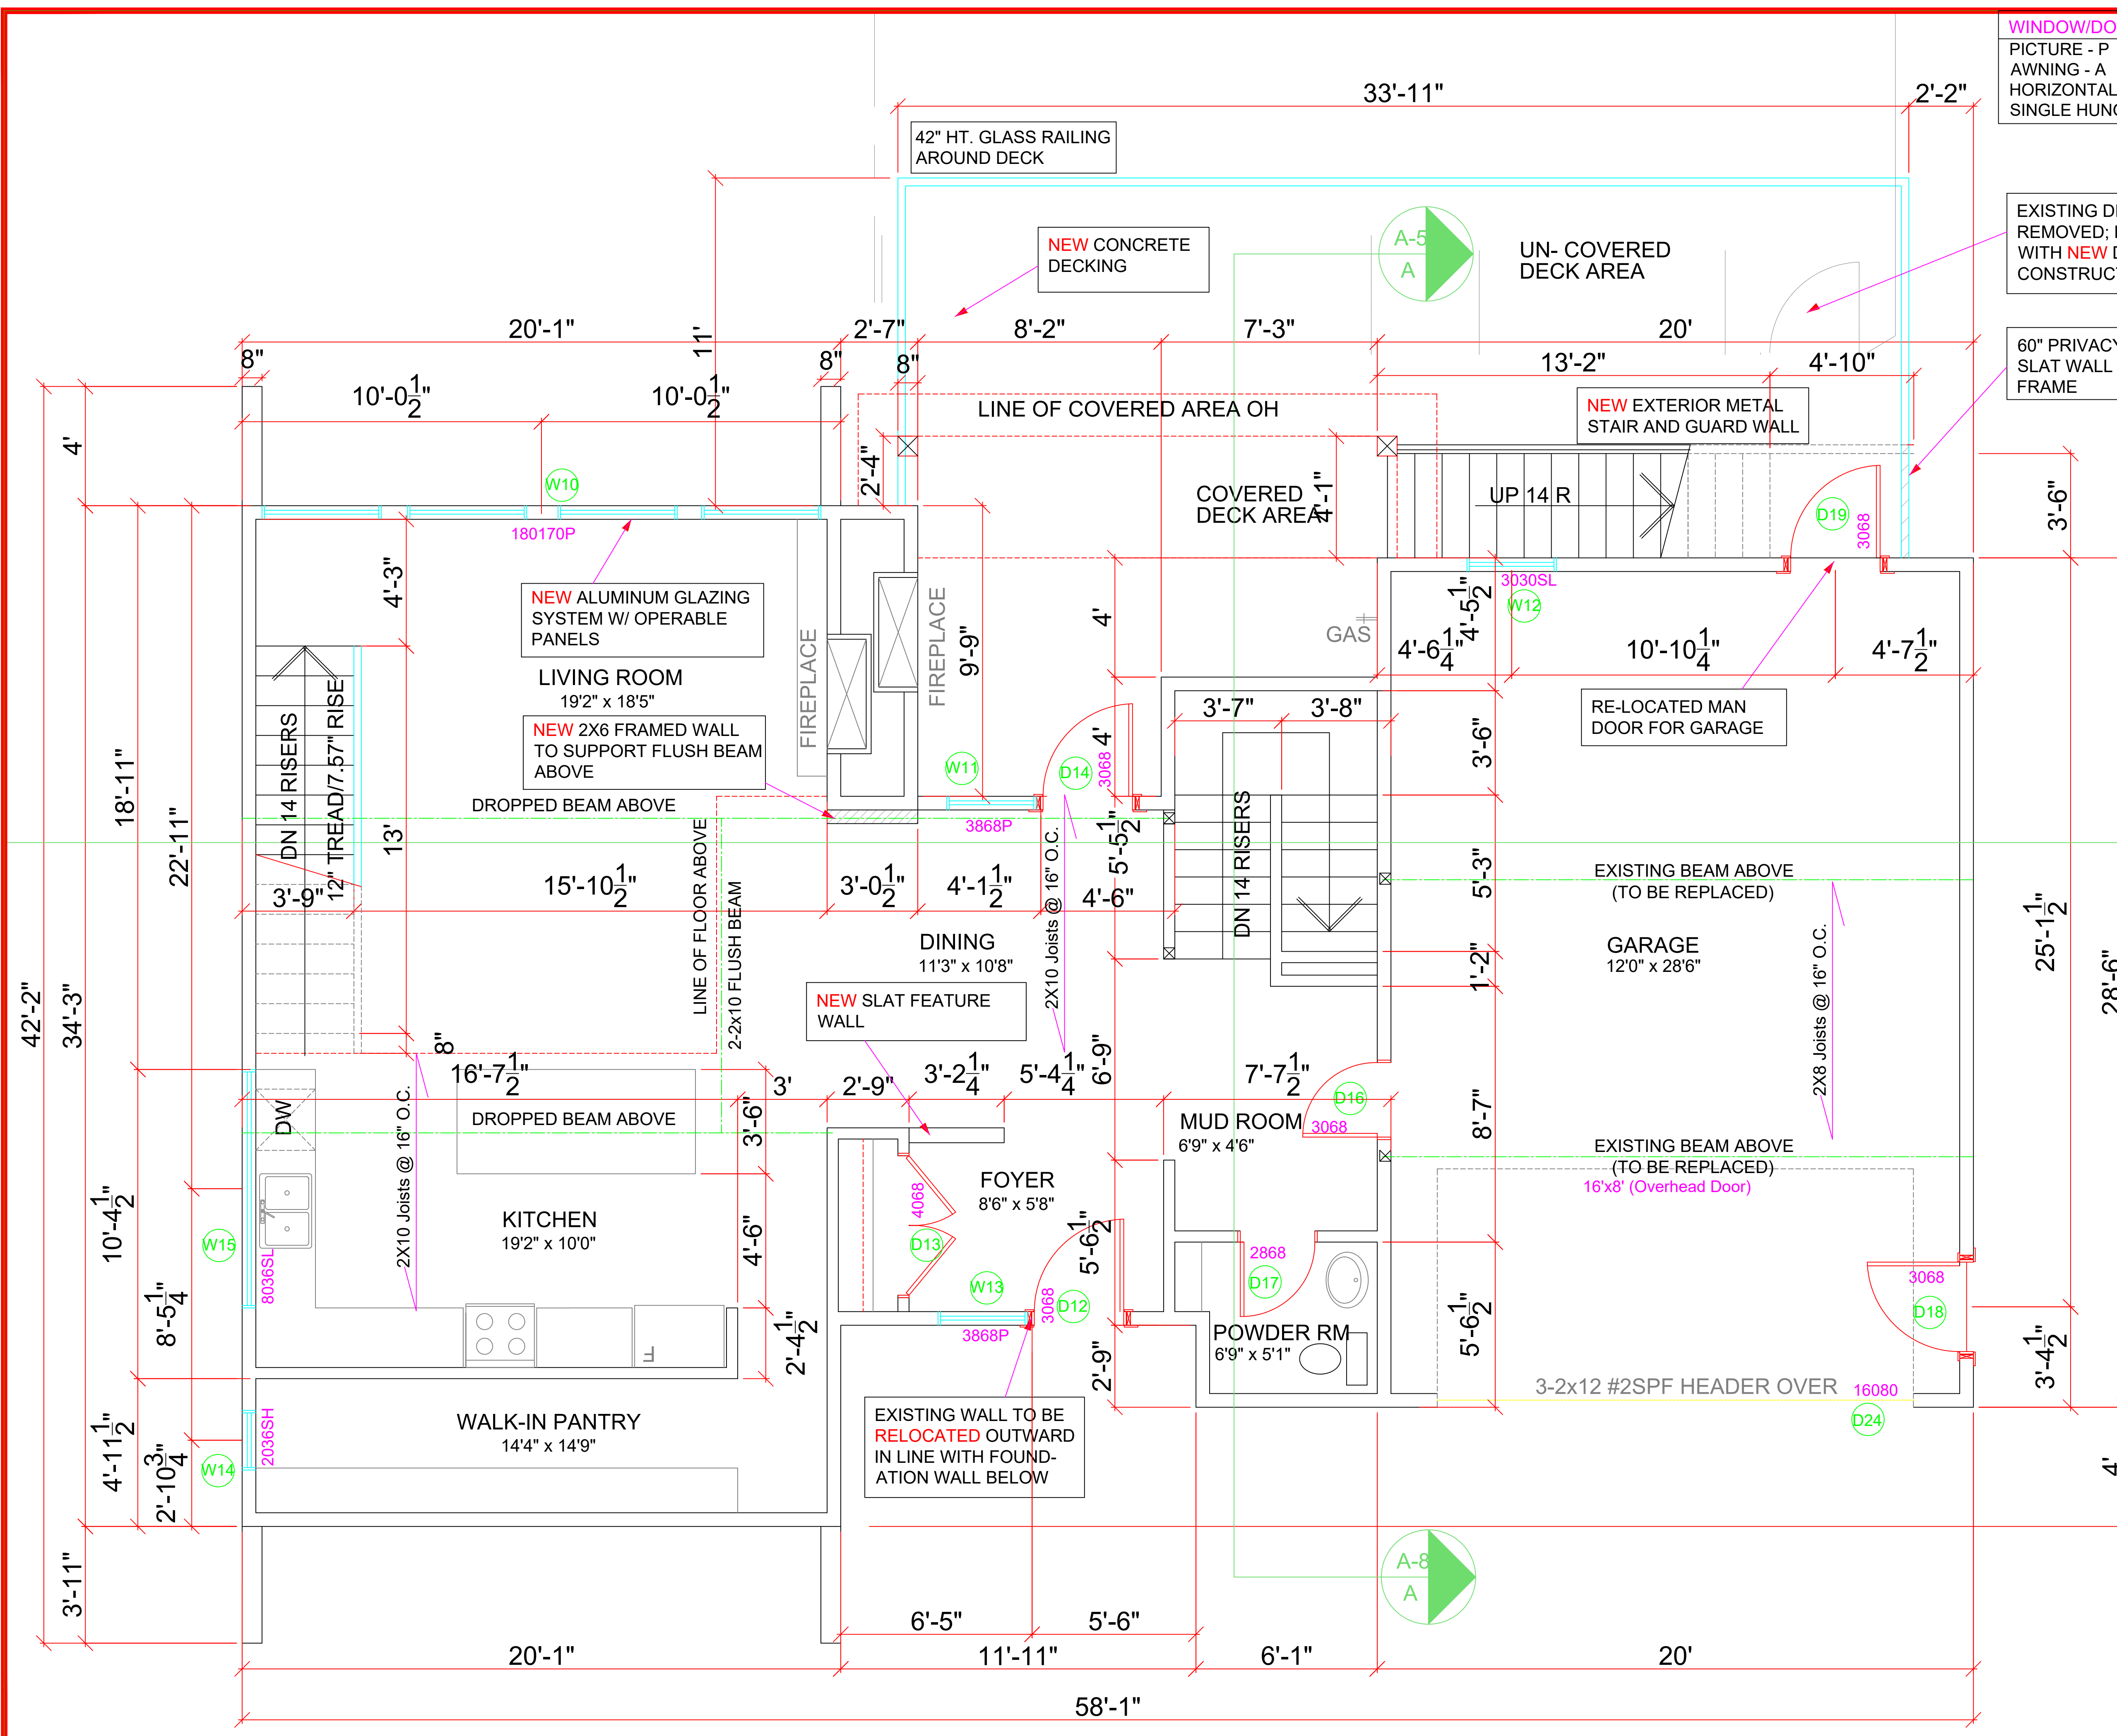 WINDOW/DO
PICTURE - P
AWNING - A
HORIZONTAL
SINGLE HUNG
33'-11"
2'-2"
42" HT. GLASS RAILING
AROUND DECK
NEW CONCRETE
DECKING
A-5
A
UN- COVERED
DECK AREA
EXISTING D
REMOVED;
WITH NEW D
CONSTRUCT
60" PRIVACY
SLAT WALL
FRAME
20'-1"
11'
2'-7"
8'-2"
7'-3"
20'
8"
8"
8"
13'-2"
4'-10"
10'-0 1/2"
10'-0 1/2"
LINE OF COVERED AREA OH
NEW EXTERIOR METAL
STAIR AND GUARD WALL
4'
2'-4"
4'-1"
W10
180170P
COVERED
DECK AREA
UP 14 R
D19
3068
3'-6"
4'-3"
NEW ALUMINUM GLAZING
SYSTEM W/ OPERABLE
PANELS
FIREPLACE
FIREPLACE
9'-9"
4'
GAS
3030SL
W12
4'-5 1/2"
4'-6 1/4"
10'-10 1/4"
4'-7 1/2"
LIVING ROOM
19'2" x 18'5"
NEW 2X6 FRAMED WALL
TO SUPPORT FLUSH BEAM
ABOVE
RE-LOCATED MAN
DOOR FOR GARAGE
3'-7"
3'-8"
4'
3'-6"
W11
D14
3068
3868P
DN 14 RISERS
12" TREAD/7.57" RISE
DROPPED BEAM ABOVE
18'-11"
22'-11"
13'
5'-5 1/2"
DN 14 RISERS
5'-3"
EXISTING BEAM ABOVE
(TO BE REPLACED)
3'-9"
15'-10 1/2"
3'-0 1/2"
4'-1 1/2"
4'-6"
LINE OF FLOOR ABOVE
2-2x10 FLUSH BEAM
2X10 Joists @ 16" O.C.
DINING
11'3" x 10'8"
GARAGE
12'0" x 28'6"
1'-2"
2X8 Joists @ 16" O.C.
25'-1 1/2"
28'-6"
42'-2"
34'-3"
NEW SLAT FEATURE
WALL
8"
16'-7 1/2"
3'
2'-9"
3'-2 1/4"
5'-4 1/4"
6'-9"
7'-7 1/2"
DW
2X10 Joists @ 16" O.C.
DROPPED BEAM ABOVE
3'-6"
MUD ROOM
6'9" x 4'6"
D16
3068
8'-7"
EXISTING BEAM ABOVE
(TO BE REPLACED)
16'x8' (Overhead Door)
FOYER
8'6" x 5'8"
4068
D13
10'-4 1/2"
KITCHEN
19'2" x 10'0"
4'-6"
5'-6 1/2"
2868
D17
W15
8036SL
8'-5 1/4"
W13
3868P
3068
D12
3068
D18
POWDER RM
6'9" x 5'1"
5'-6 1/2"
F
2'-4 1/2"
2'-9"
3'-4 1/2"
3-2x12 #2SPF HEADER OVER
16080
D24
EXISTING WALL TO BE
RELOCATED OUTWARD
IN LINE WITH FOUND-
ATION WALL BELOW
WALK-IN PANTRY
14'4" x 14'9"
4'-11 1/2"
2'-10 3/4"
W14
2036SH
4'
3'-11"
A-8
A
6'-5"
5'-6"
20'-1"
11'-11"
6'-1"
20'
58'-1"